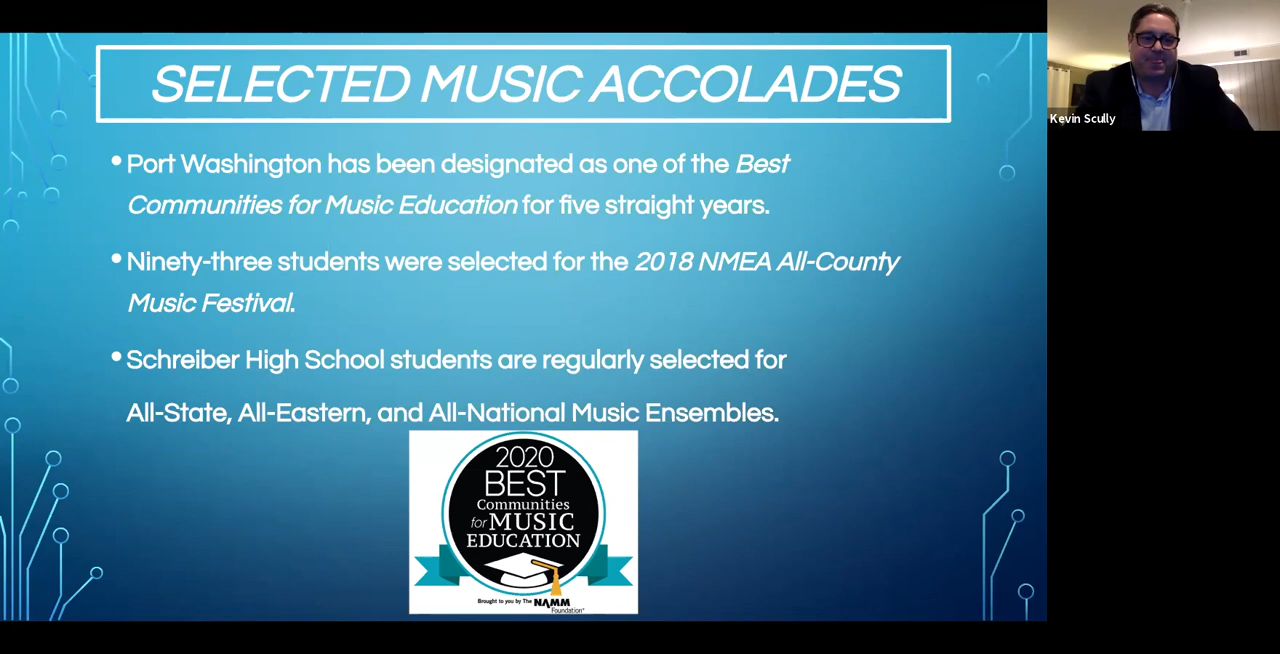 SELECTED MUSIC ACCOLADES
Kevin Scully
• Port Washington has been designated as one of the Best
Communities for Music Education for five straight years.
• Ninety-three students were selected for the 2018 NMEA All-County
Music Festival.
• Schreiber High School students are regularly selected for
All-State, All-Eastern, and All-National Music Ensembles.
2020
BEST
Communities
for MUSIC
EDUCATION
Brought to you by The NAMM
Foundation®